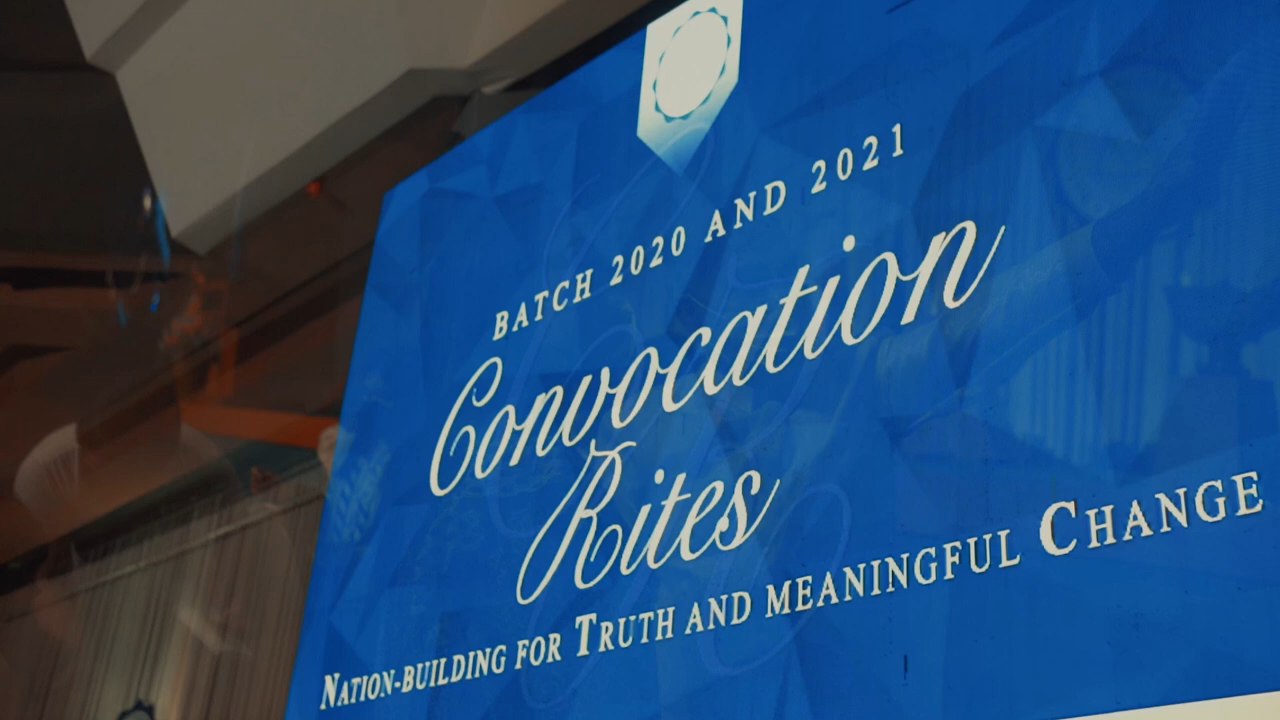 BATCH 2020 AND 2021
Convocation
Rites
NATION-BUILDING FOR TRUTH AND MEANINGFUL CHANGE